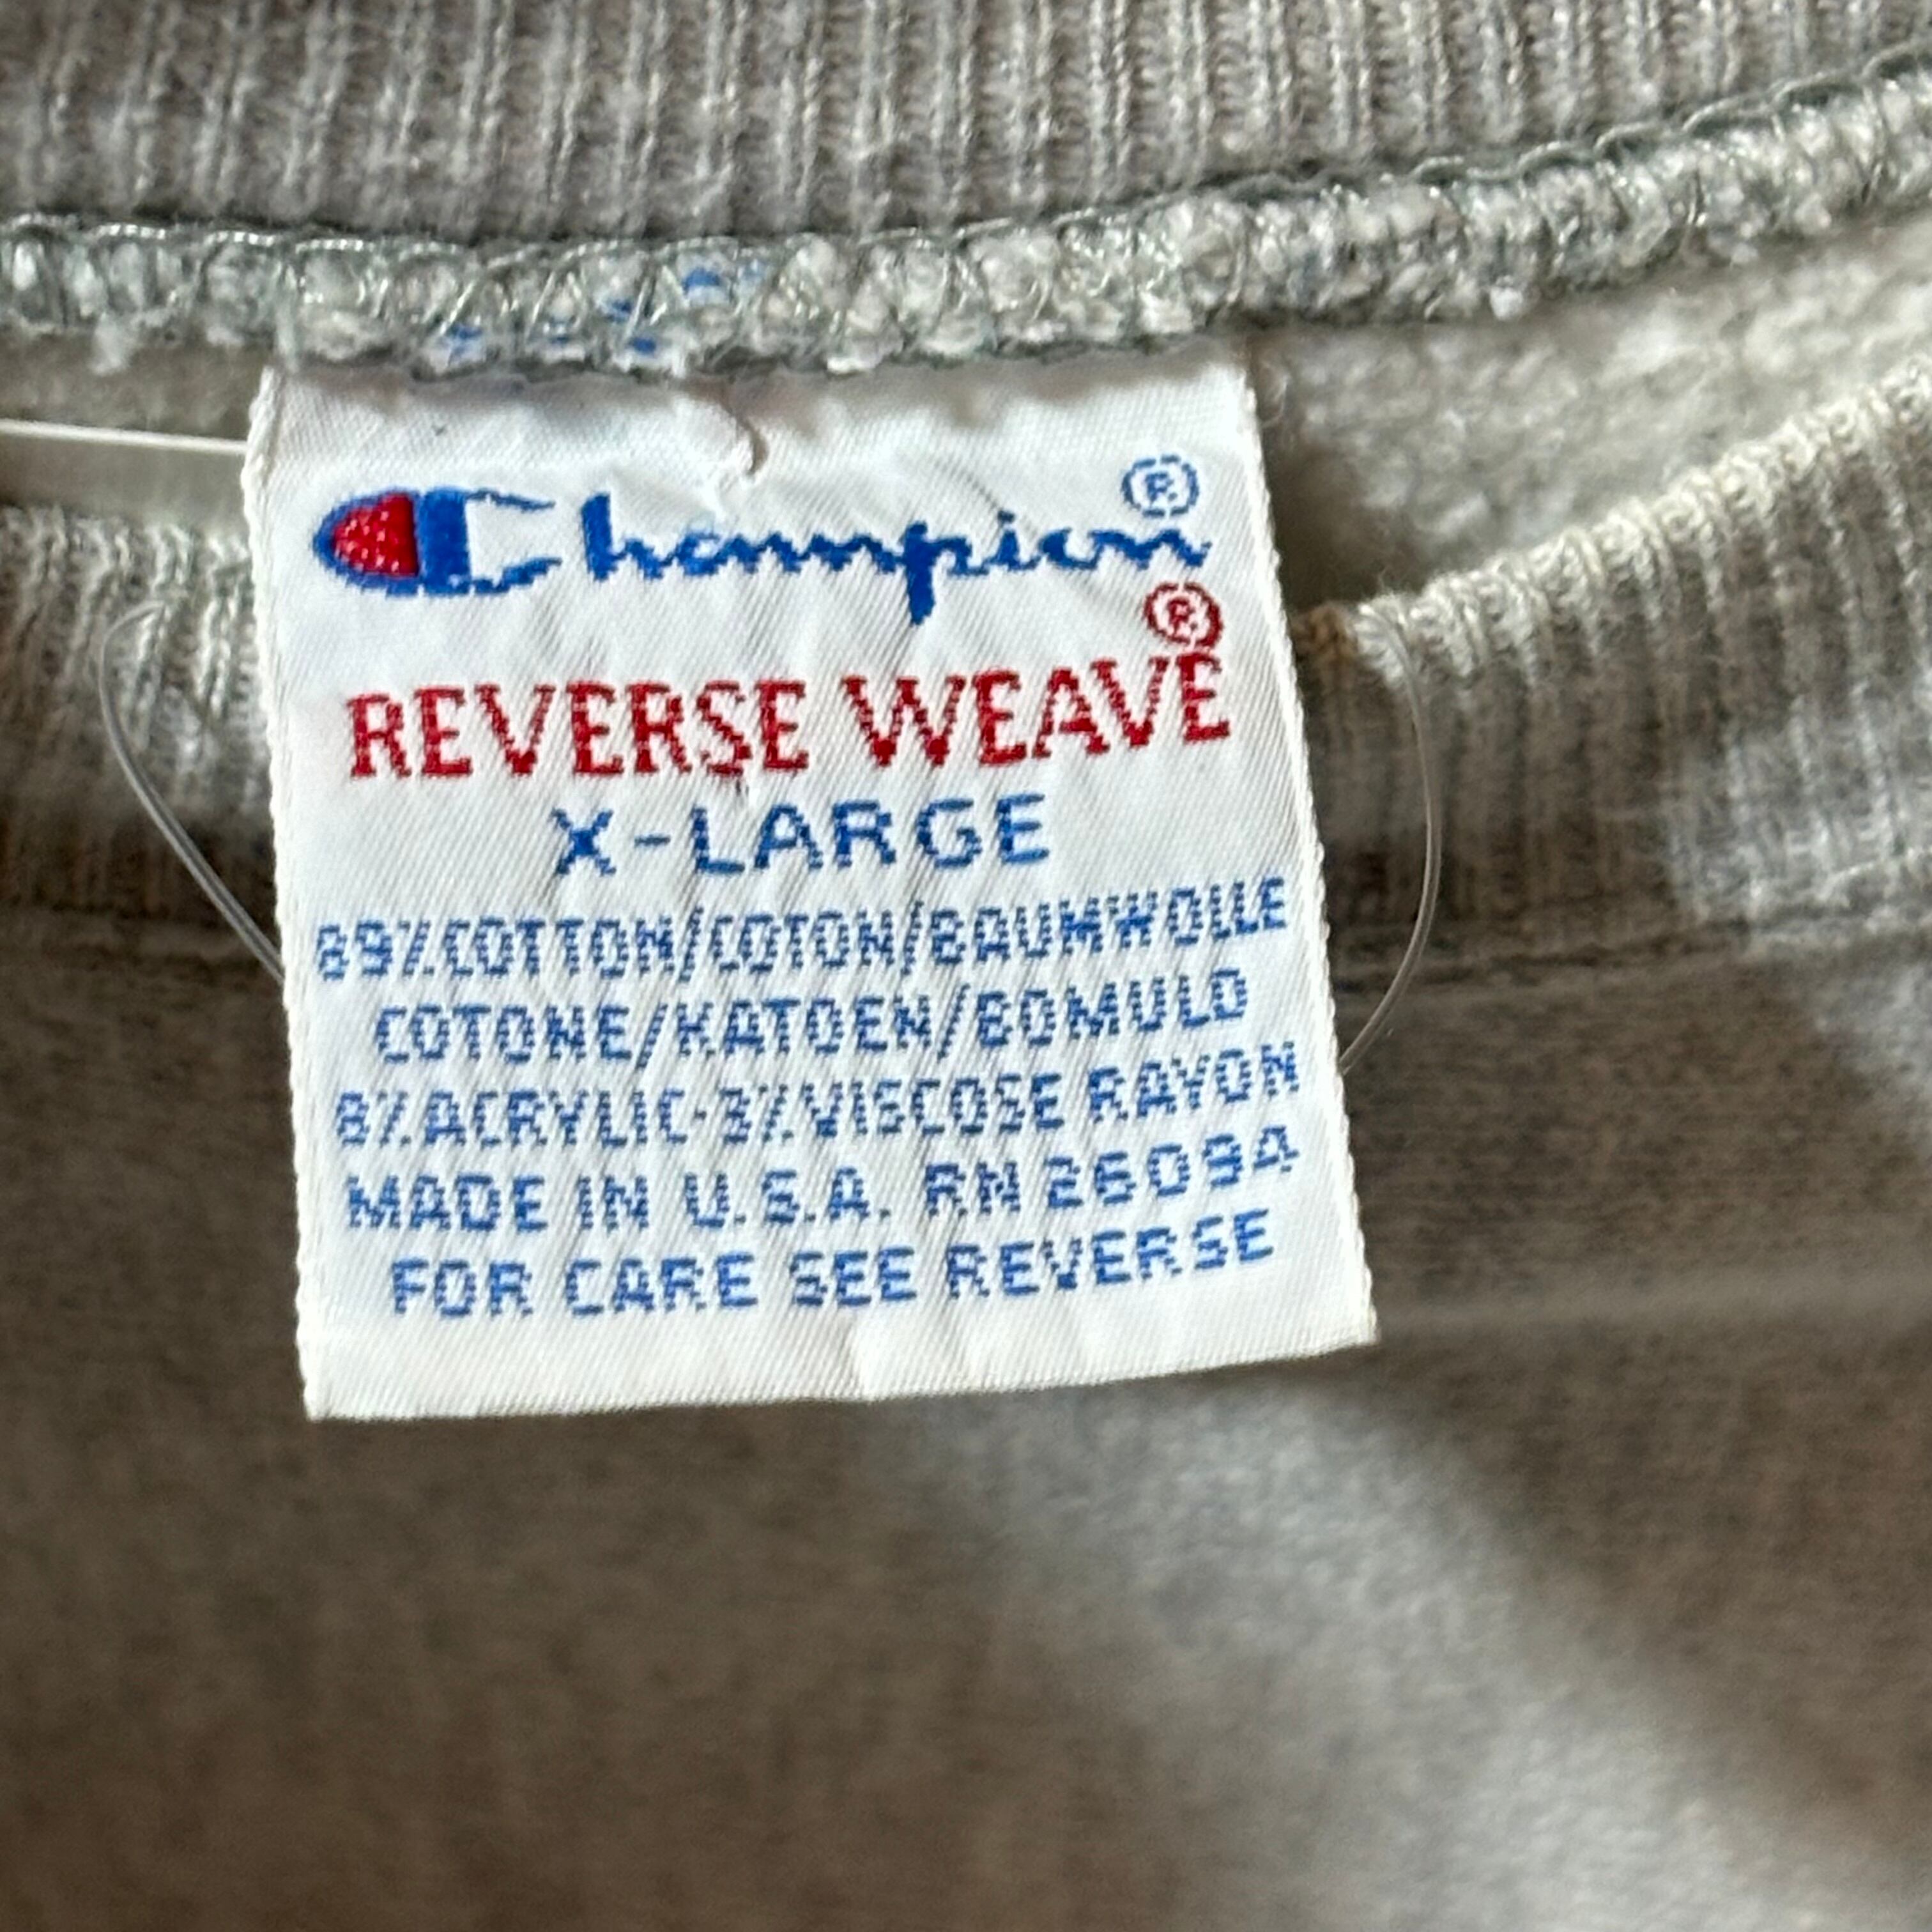 Champion®
REVERSE WEAVE®
X-LARGE
89%COTTON/COTON/BAUMWOLLE
COTONE/KATOEN/BOMULD
8%ACRYLIC-3%VISCOSE RAYON
MADE IN U.S.A. RN 26094
FOR CARE SEE REVERSE